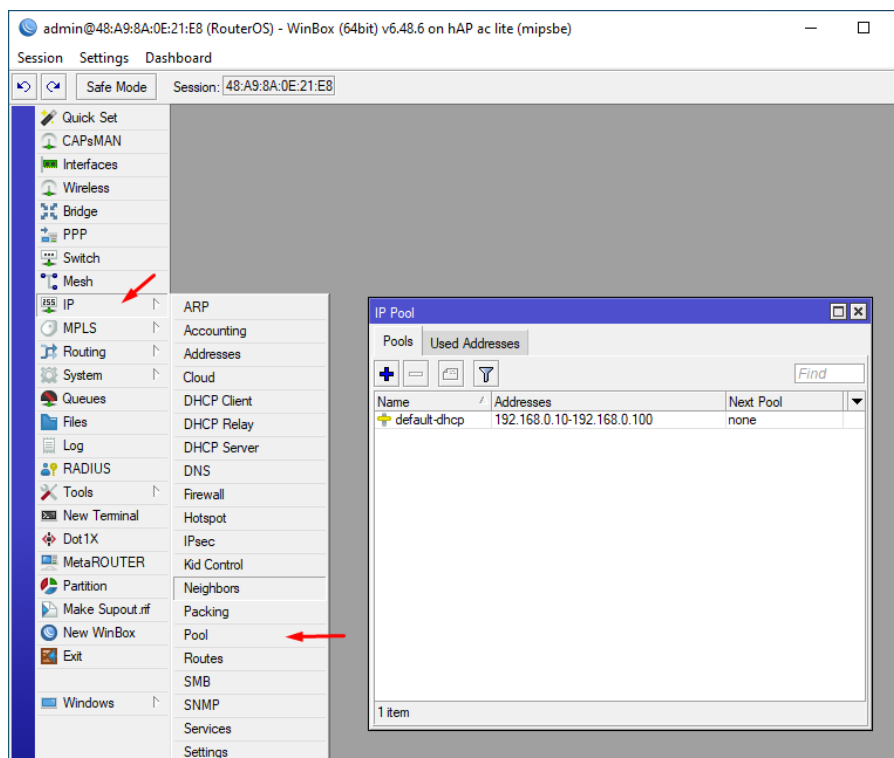 admin@48:A9:8A:0E:21:E8 (RouterOS) - WinBox (64bit) v6.48.6 on hAP ac lite (mipsbe)
Session Settings Dashboard
Safe Mode Session: 48:A9:8A:0E:21:E8
Quick Set
CAPsMAN
Interfaces
Wireless
Bridge
PPP
Switch
Mesh
255 IP
MPLS
Routing
System
Queues
Files
Log
RADIUS
Tools
New Terminal
Dot1X
MetaROUTER
Partition
Make Supout.rif
New WinBox
Exit
Windows
ARP
Accounting
Addresses
Cloud
DHCP Client
DHCP Relay
DHCP Server
DNS
Firewall
Hotspot
IPsec
Kid Control
Neighbors
Packing
Pool
Routes
SMB
SNMP
Services
Settings
IP Pool
Pools Used Addresses
Find
Name Addresses Next Pool
default-dhcp 192.168.0.10-192.168.0.100 none
1 item